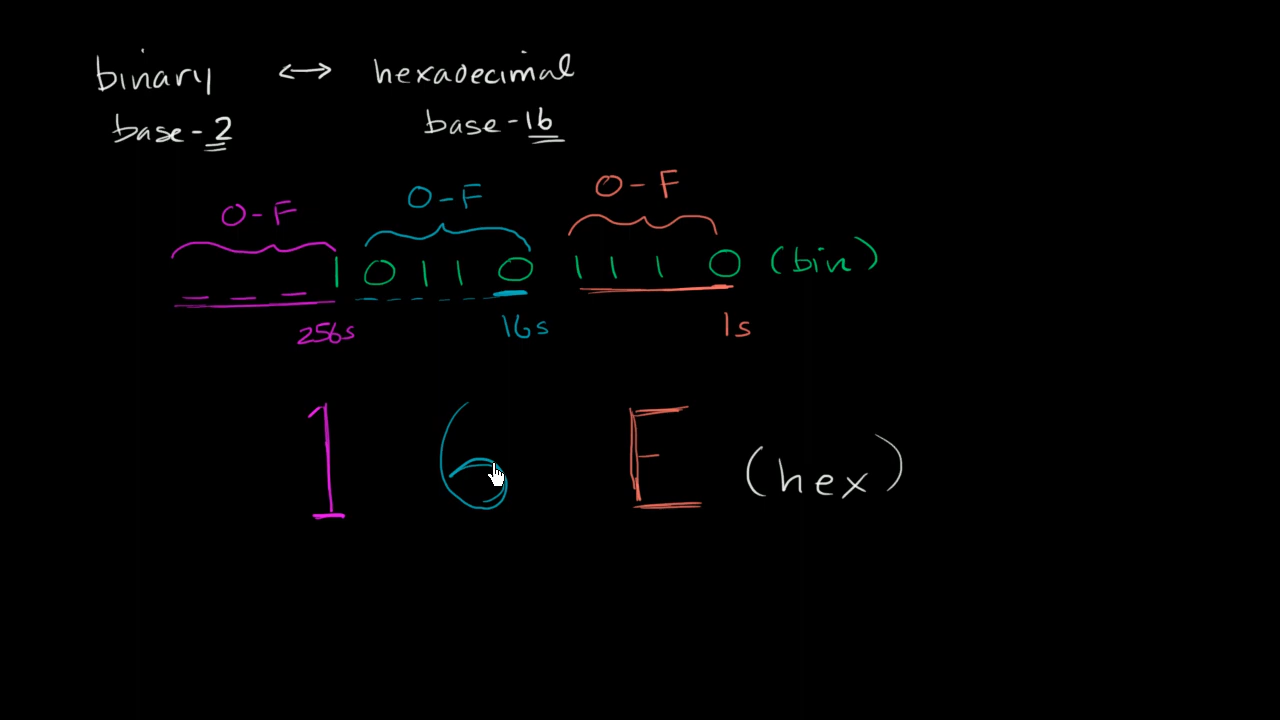 binary ↔ hexadecimal
base-2 base-16
0-F 0-F 0-F
1 0 1 1 0 1 1 1 0 (bin)
256s 16s 1s
1 6 E (hex)